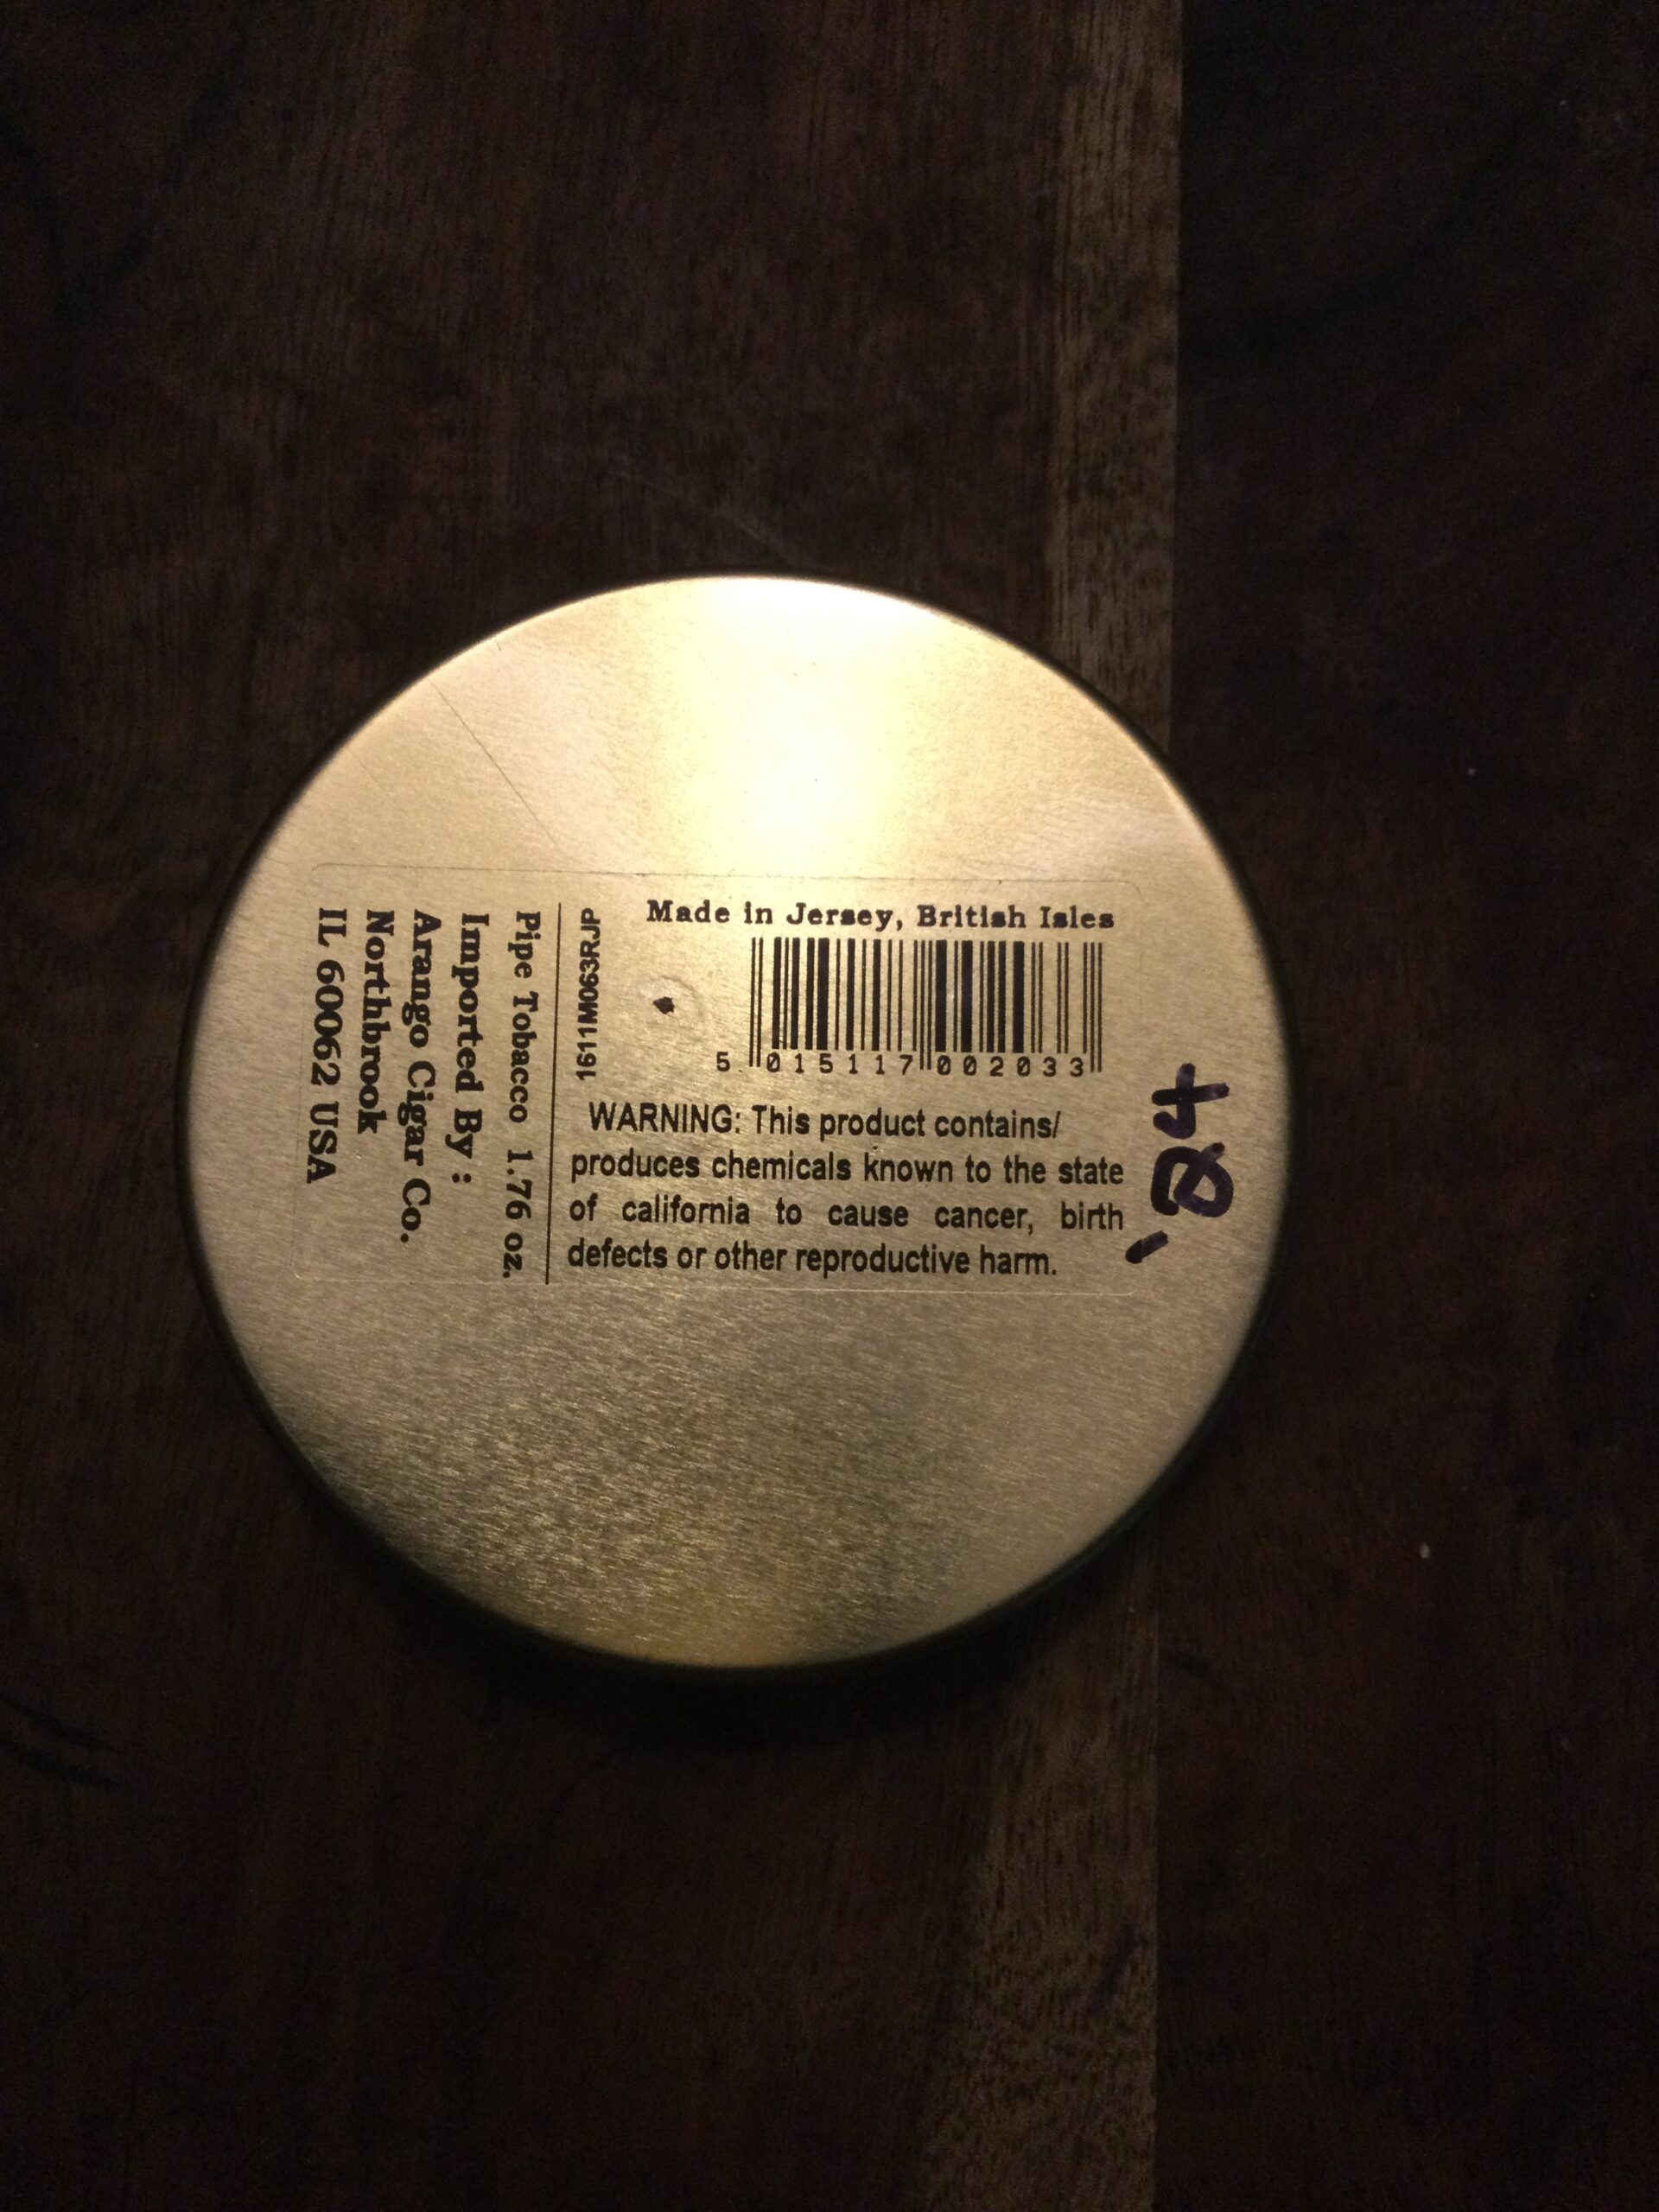 Made in Jersey, British Isles
5 015117 002033
1611M063RJP
WARNING: This product contains/
produces chemicals known to the state
of california to cause cancer, birth
defects or other reproductive harm.
Pipe Tobacco 1.76 oz.
Imported By :
Arango Cigar Co.
Northbrook
IL 60062 USA